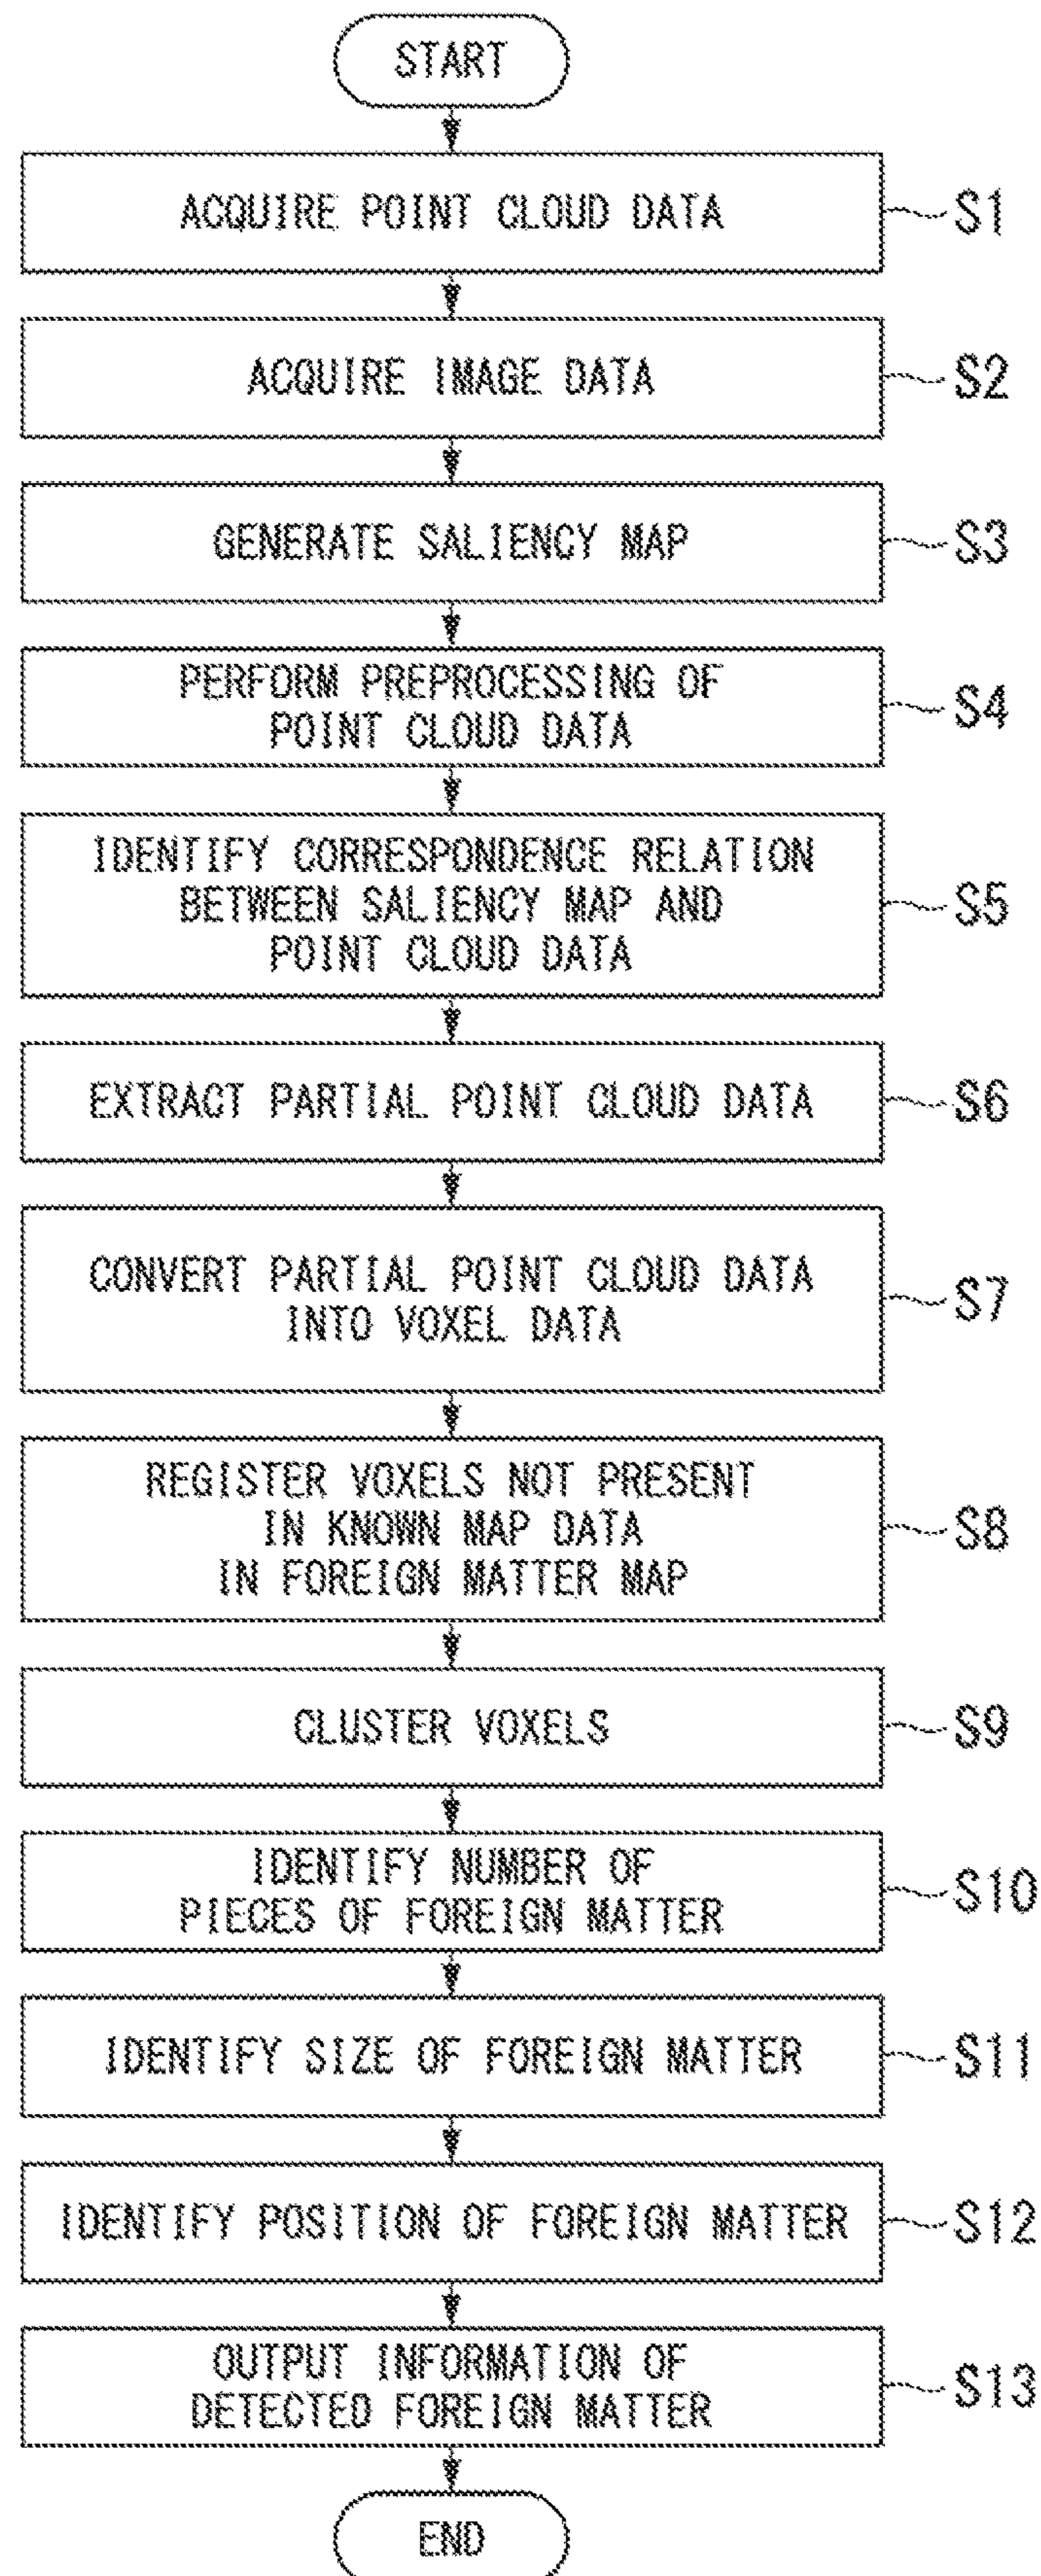 START
ACQUIRE POINT CLOUD DATA
S1
ACQUIRE IMAGE DATA
S2
GENERATE SALIENCY MAP
S3
PERFORM PREPROCESSING OF
POINT CLOUD DATA
S4
IDENTIFY CORRESPONDENCE RELATION
BETWEEN SALIENCY MAP AND
POINT CLOUD DATA
S5
EXTRACT PARTIAL POINT CLOUD DATA
S6
CONVERT PARTIAL POINT CLOUD DATA
INTO VOXEL DATA
S7
REGISTER VOXELS NOT PRESENT
IN KNOWN MAP DATA
IN FOREIGN MATTER MAP
S8
CLUSTER VOXELS
S9
IDENTIFY NUMBER OF
PIECES OF FOREIGN MATTER
S10
IDENTIFY SIZE OF FOREIGN MATTER
S11
IDENTIFY POSITION OF FOREIGN MATTER
S12
OUTPUT INFORMATION OF
DETECTED FOREIGN MATTER
S13
END